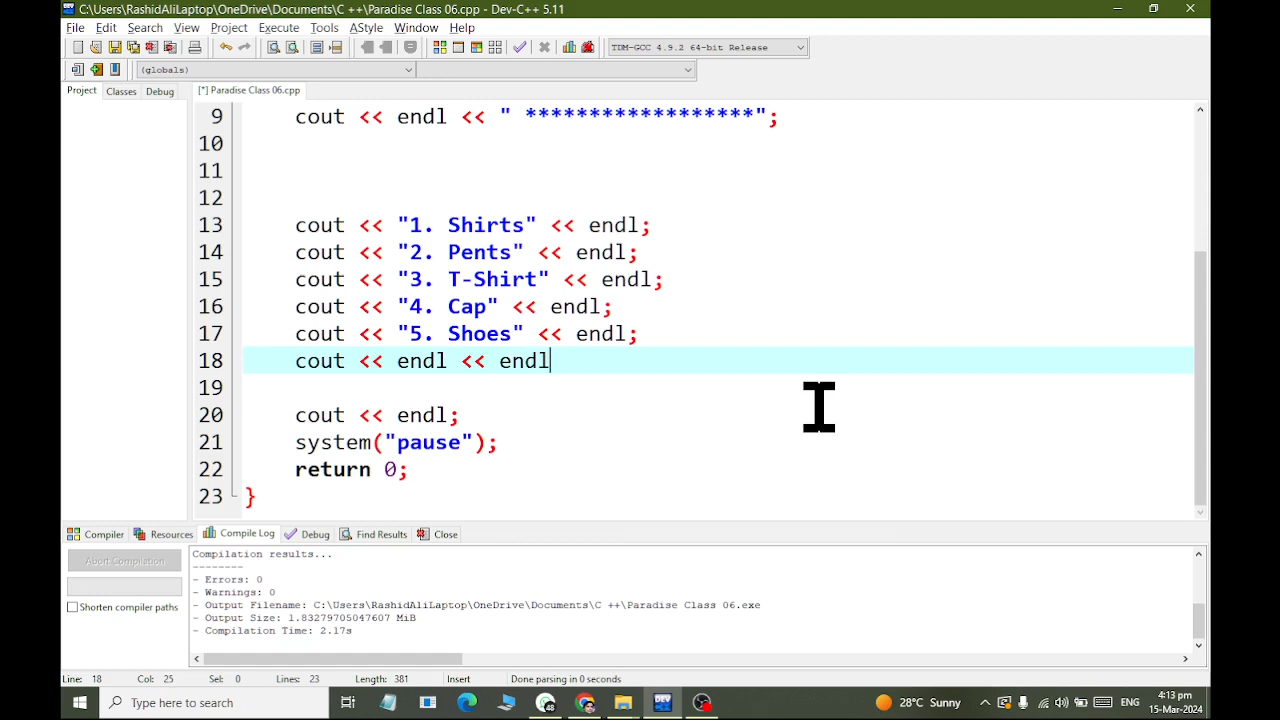 C:\Users\RashidAliLaptop\OneDrive\Documents\C ++\Paradise Class 06.cpp - Dev-C++ 5.11
File Edit Search View Project Execute Tools AStyle Window Help
TDM-GCC 4.9.2 64-bit Release
(globals)
Project Classes Debug [*] Paradise Class 06.cpp
9 cout << endl << " ******************";
10
11
12
13 cout << "1. Shirts" << endl;
14 cout << "2. Pents" << endl;
15 cout << "3. T-Shirt" << endl;
16 cout << "4. Cap" << endl;
17 cout << "5. Shoes" << endl;
18 cout << endl << endl
19
20 cout << endl;
21 system("pause");
22 return 0;
23 }
Compiler Resources Compile Log Debug Find Results Close
Abort Compilation
Shorten compiler paths
Compilation results...
--------
- Errors: 0
- Warnings: 0
- Output Filename: C:\Users\RashidAliLaptop\OneDrive\Documents\C ++\Paradise Class 06.exe
- Output Size: 1.83279705047607 MiB
- Compilation Time: 2.17s
Line: 18 Col: 25 Sel: 0 Lines: 23 Length: 381 Insert Done parsing in 0 seconds
Type here to search
48
28°C Sunny
ENG
4:13 pm
15-Mar-2024